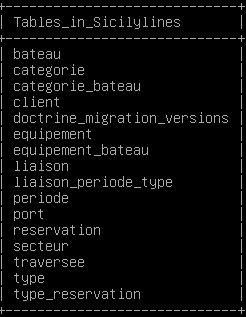 Tables_in_Sicilylines
bateau
categorie
categorie_bateau
client
doctrine_migration_versions
equipement
equipement_bateau
liaison
liaison_periode_type
periode
port
reservation
secteur
traversee
type
type_reservation